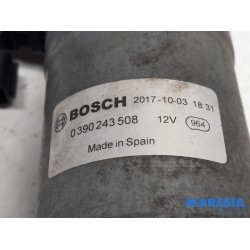 BOSCH 2017-10-03 18:31
0 390 243 508 12V 964
Made in Spain
MARESIA